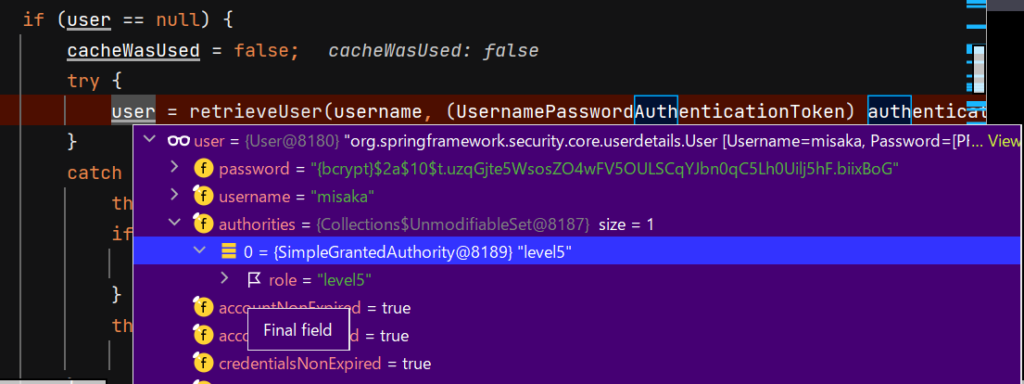 if (user == null) {
cacheWasUsed = false;   cacheWasUsed: false
try {
user = retrieveUser(username, (UsernamePasswordAuthenticationToken) authenticat
}
user = {User@8180} "org.springframework.security.core.userdetails.User [Username=misaka, Password=[PI... View
password = "{bcrypt}$2a$10$t.uzqGjte5WsosZO4wFV5OULSCqYJbn0qC5Lh0Uilj5hF.biixBoG"
catch
username = "misaka"
th
authorities = {Collections$UnmodifiableSet@8187}  size = 1
if
0 = {SimpleGrantedAuthority@8189} "level5"
role = "level5"
}
accountNonExpired = true
th
Final field
acc d = true
credentialsNonExpired = true